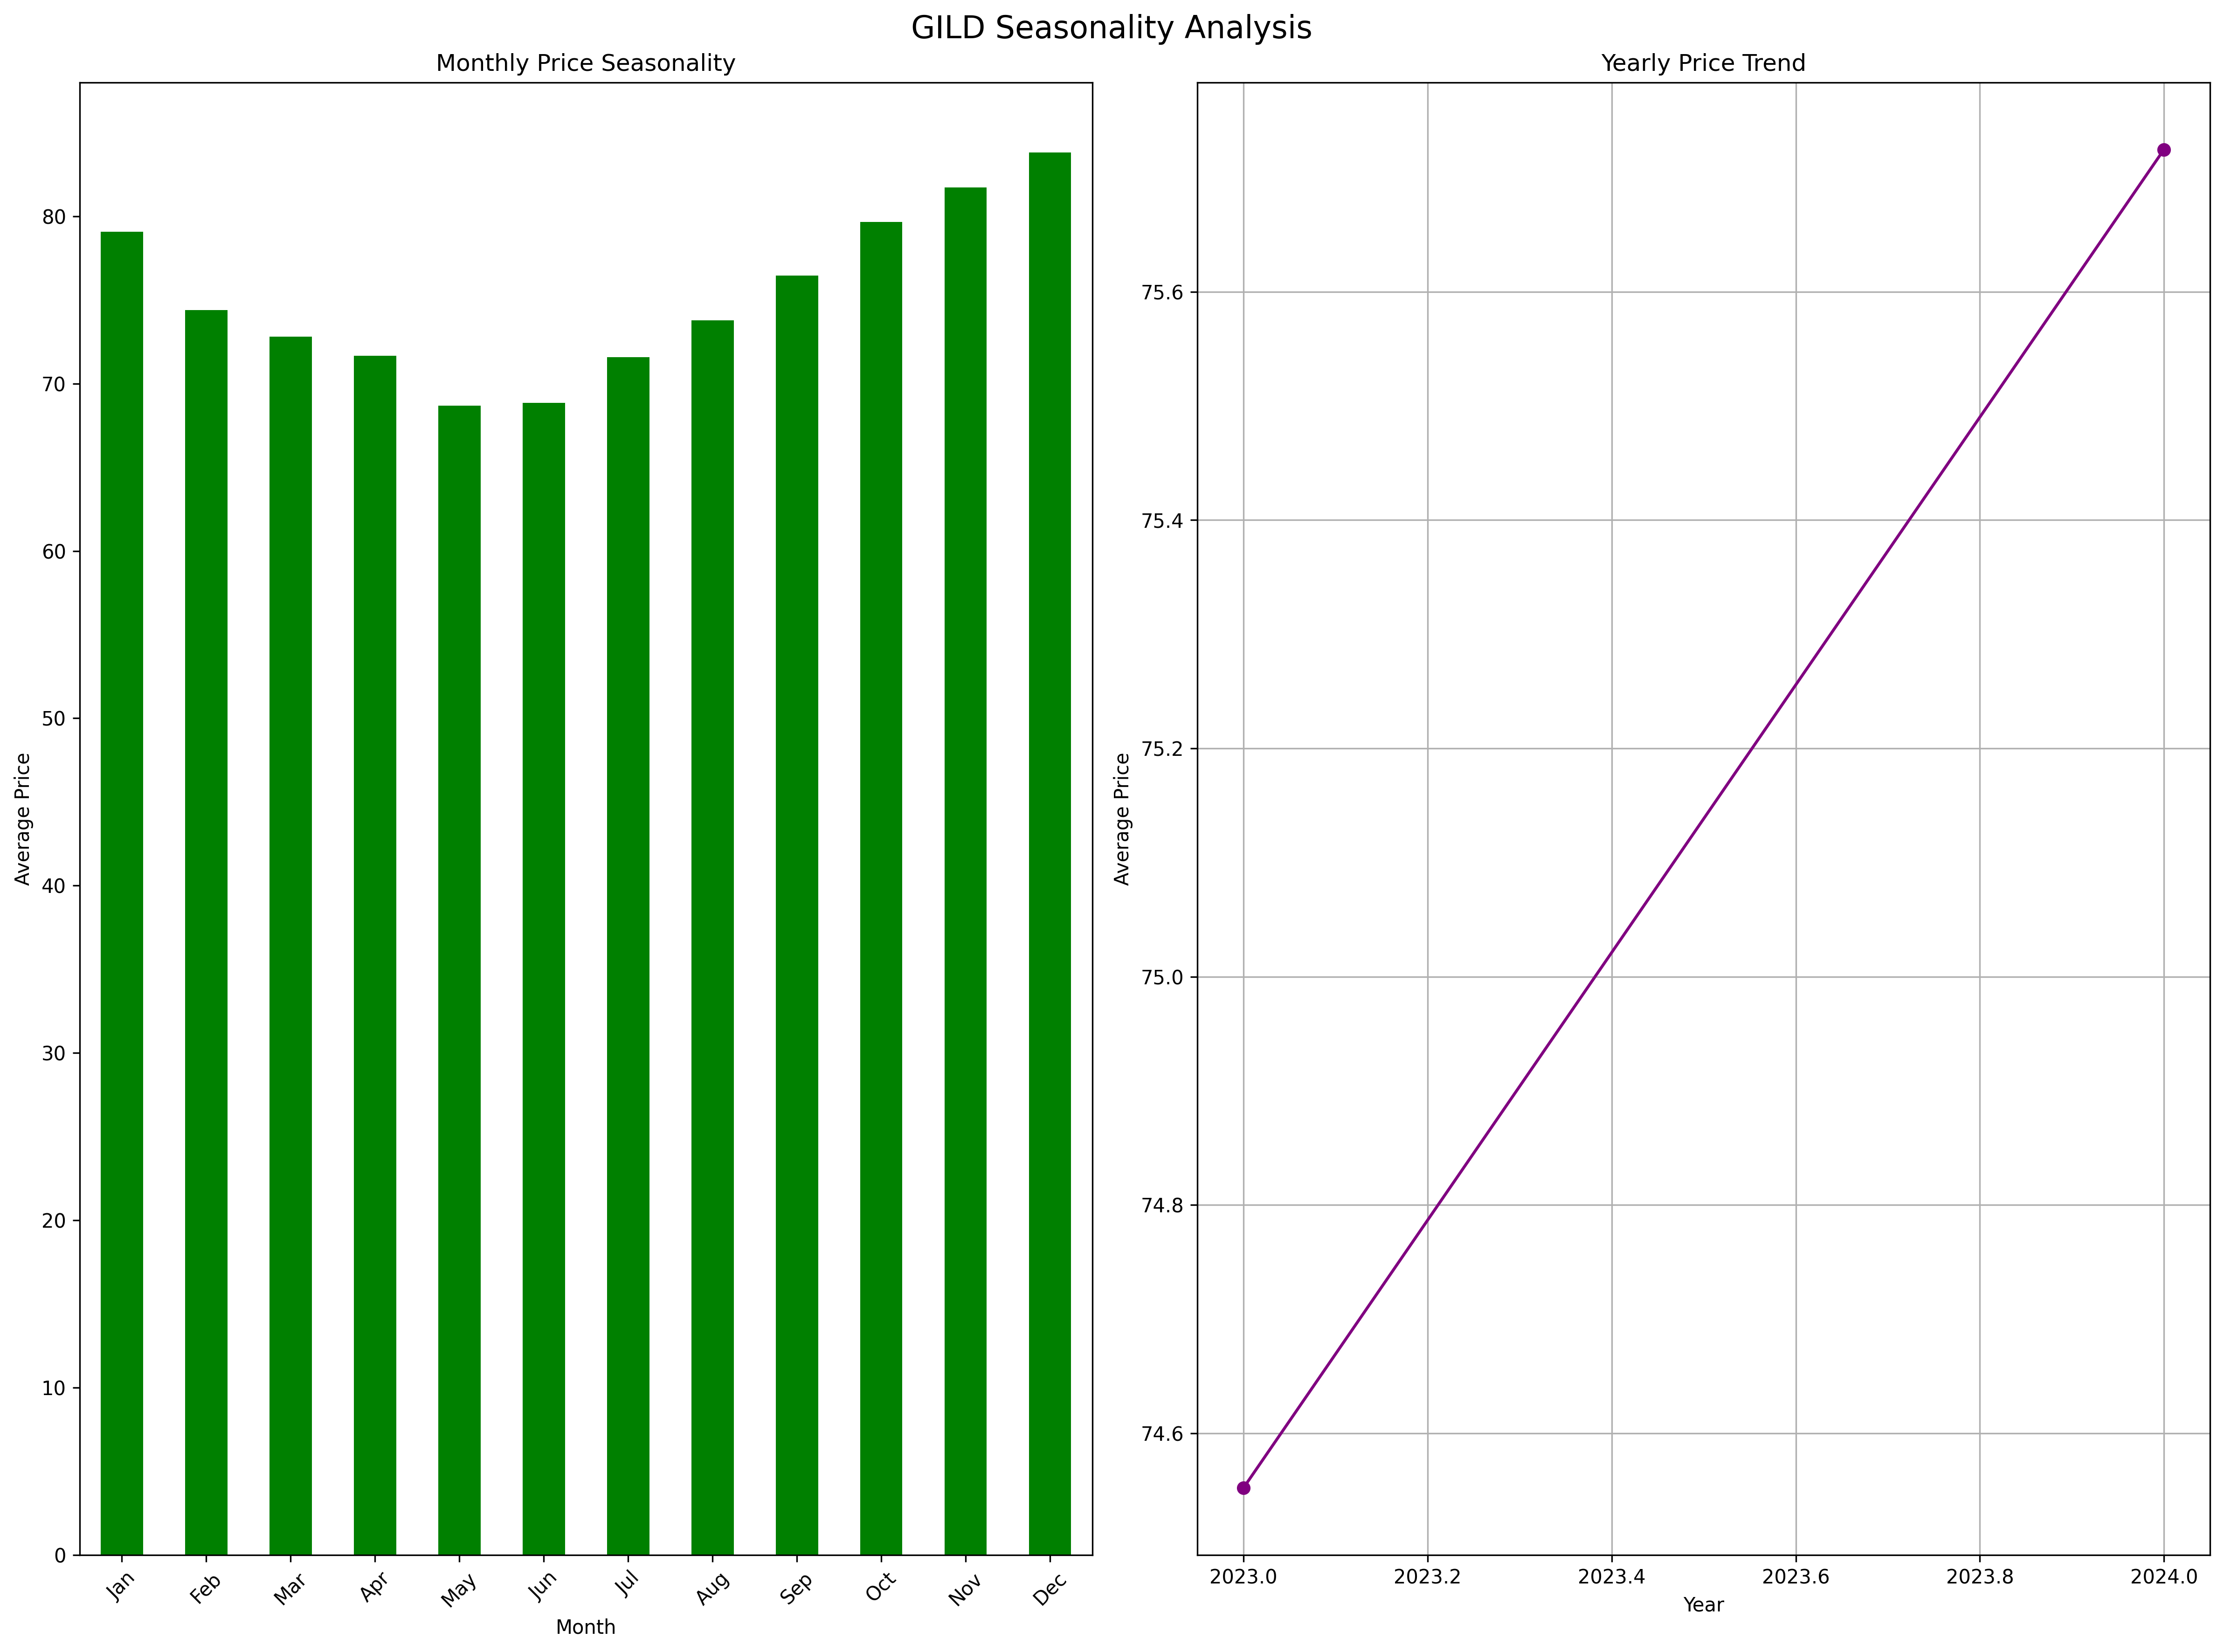 GILD Seasonality Analysis
Monthly Price Seasonality
Average Price
80
70
60
50
40
30
20
10
0
Jan Feb Mar Apr May Jun Jul Aug Sep Oct Nov Dec
Month
Yearly Price Trend
Average Price
75.6
75.4
75.2
75.0
74.8
74.6
2023.0 2023.2 2023.4 2023.6 2023.8 2024.0
Year